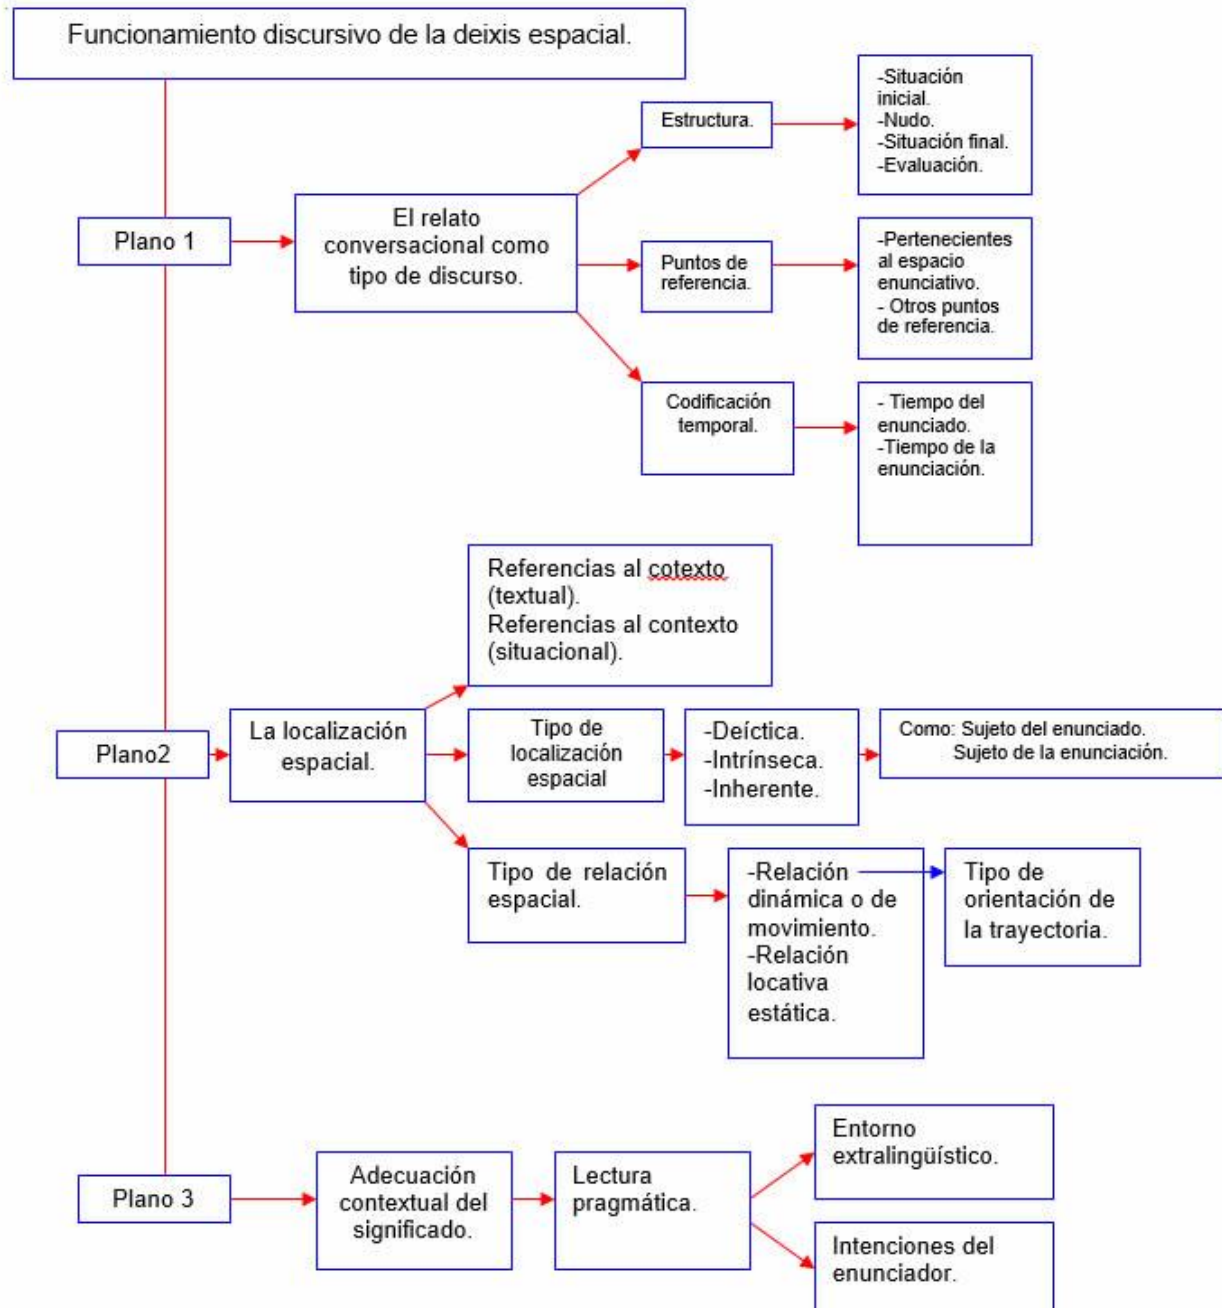 Funcionamiento discursivo de la deixis espacial.
Plano 1
El relato
conversacional como
tipo de discurso.
Estructura.
-Situación
inicial.
-Nudo.
-Situación final.
-Evaluación.
Puntos de
referencia.
-Pertenecientes
al espacio
enunciativo.
- Otros puntos
de referencia.
Codificación
temporal.
- Tiempo del
enunciado.
-Tiempo de la
enunciación.
Plano2
La localización
espacial.
Referencias al cotexto
(textual).
Referencias al contexto
(situacional).
Tipo de
localización
espacial
-Deíctica.
-Intrínseca.
-Inherente.
Como: Sujeto del enunciado.
Sujeto de la enunciación.
Tipo de relación
espacial.
-Relación
dinámica o de
movimiento.
-Relación
locativa
estática.
Tipo de
orientación de
la trayectoria.
Plano 3
Adecuación
contextual del
significado.
Lectura
pragmática.
Entorno
extralingüístico.
Intenciones del
enunciador.